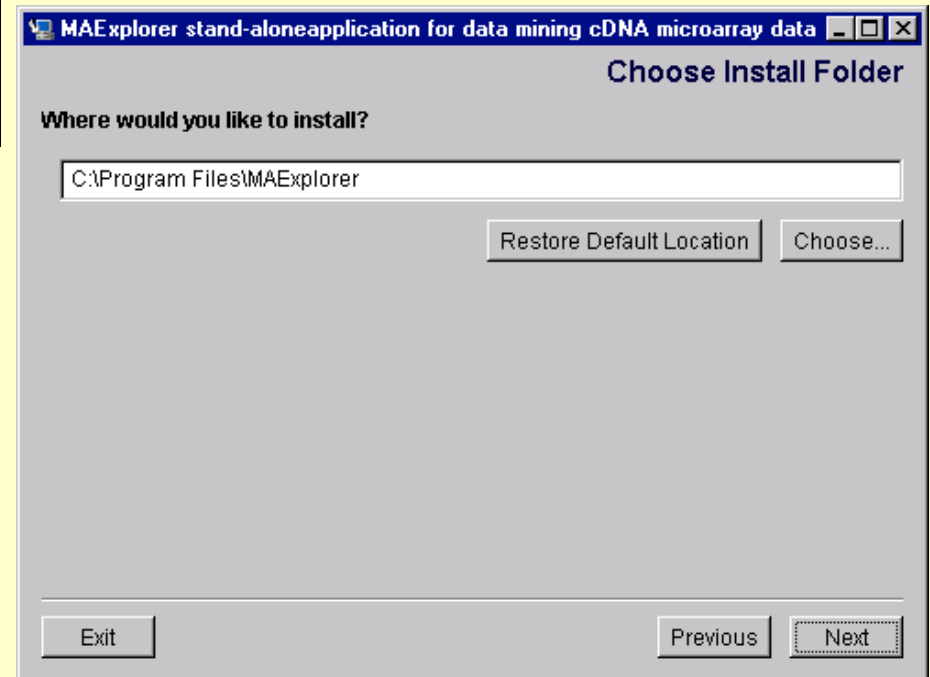 MAExplorer stand-aloneapplication for data mining cDNA microarray data
Choose Install Folder
Where would you like to install?
C:\Program Files\MAExplorer
Restore Default Location Choose...
Exit Previous Next